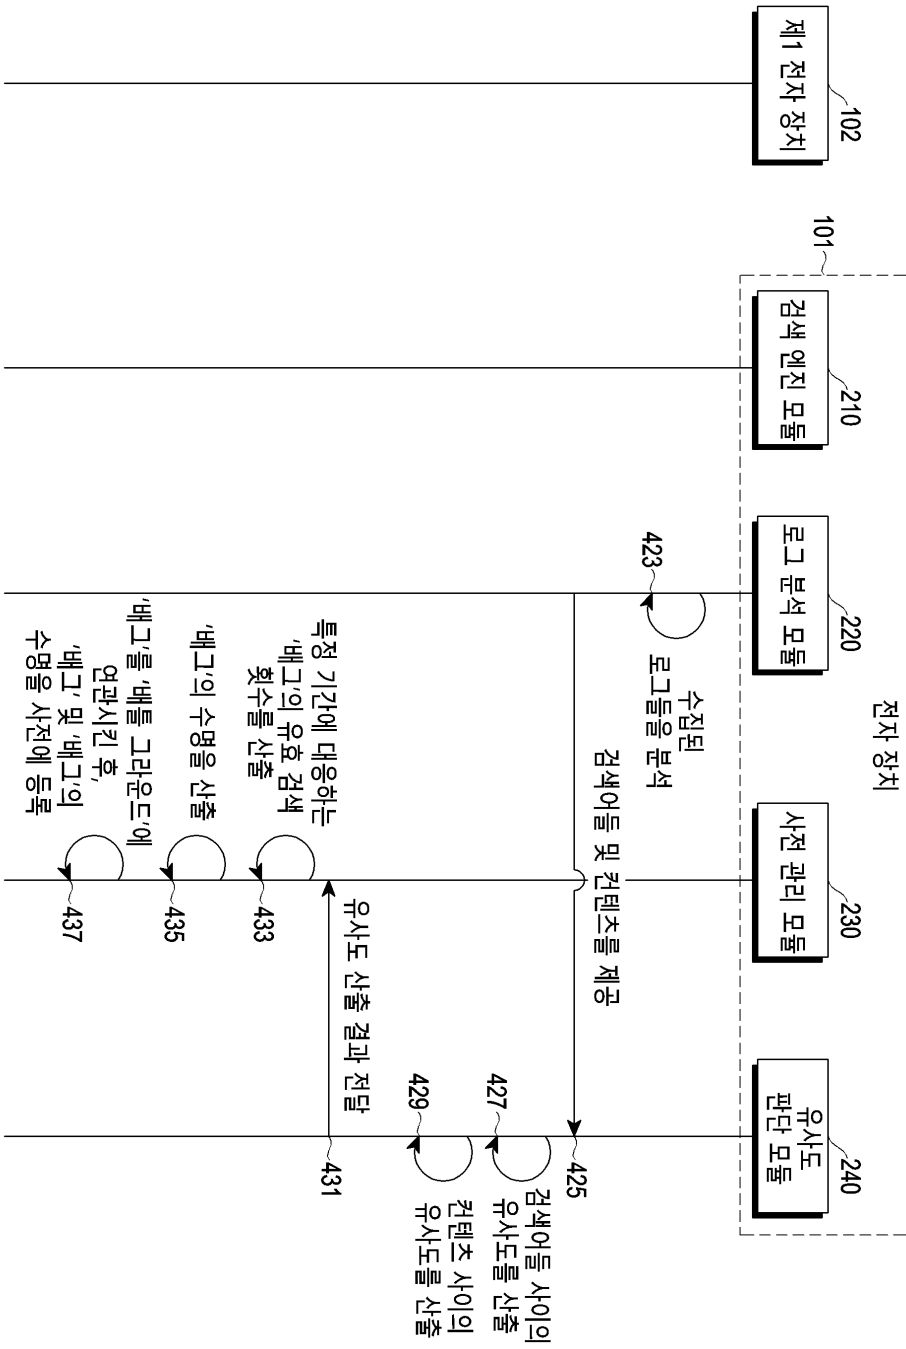 전자 장치
101
102
제1 전자 장치
210
검색 엔진 모듈
220
로그 분석 모듈
230
사전 관리 모듈
240
유사도
판단 모듈
423
수집된
로그들을 분석
검색어들 및 컨텐츠를 제공
425
427
검색어들 사이의
유사도를 산출
429
컨텐츠 사이의
유사도를 산출
유사도 산출 결과 전달
431
특정 기간에 대응하는
'배그'의 유효 검색
횟수를 산출
433
'배그'의 수명을 산출
435
'배그'를 '배틀 그라운드'에
연관시킨 후,
'배그' 및 '배그'의
수명을 사전에 등록
437